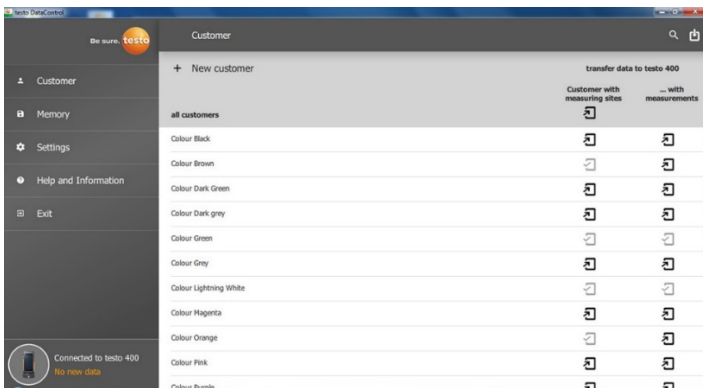 testo DataControl
Be sure. testo
Customer
Customer
Memory
Settings
Help and Information
Exit
Connected to testo 400
No new data
+ New customer
transfer data to testo 400
Customer with
measuring sites
... with
measurements
all customers
Colour Black
Colour Brown
Colour Dark Green
Colour Dark grey
Colour Green
Colour Grey
Colour Lightning White
Colour Magenta
Colour Orange
Colour Pink
Colour Purple